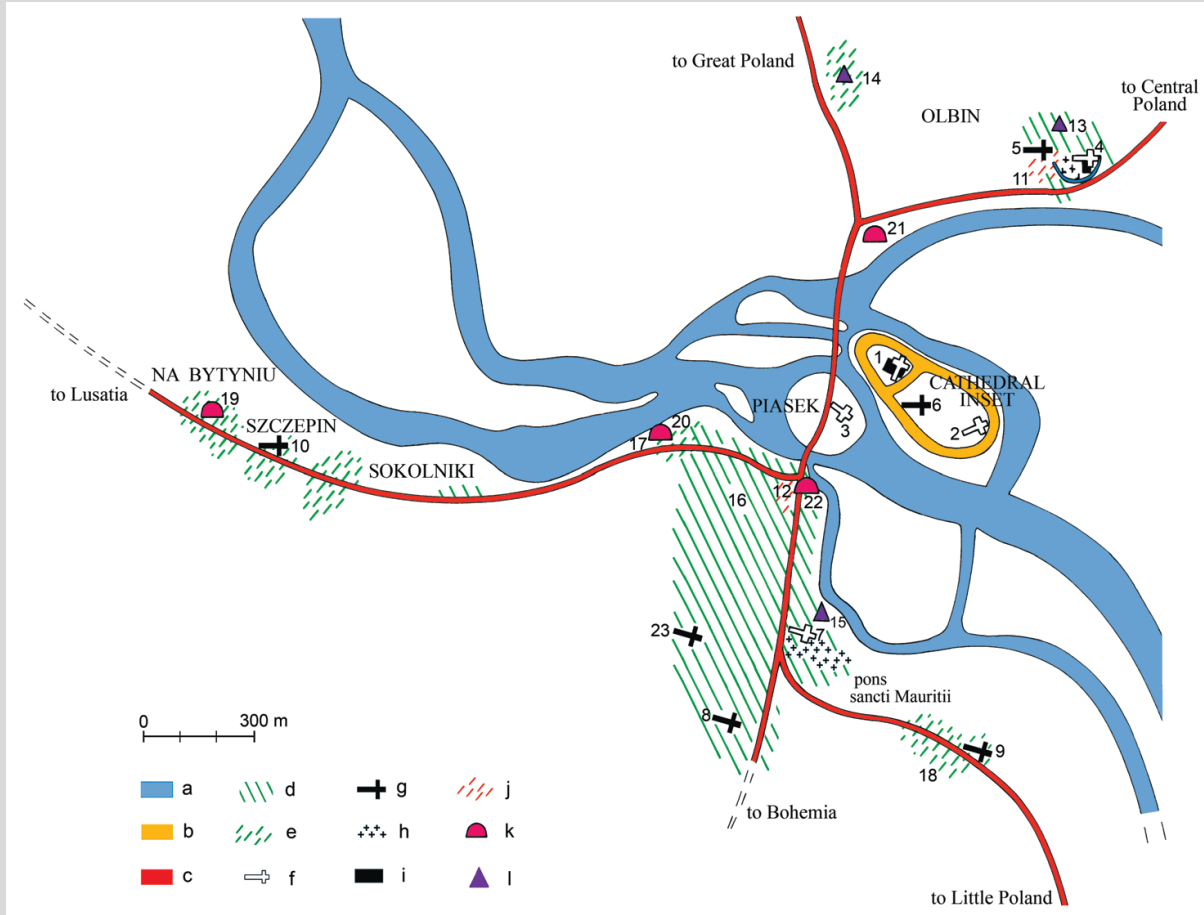 to Great Poland
14
to Central
Poland
OLBIN
13
5
4
11
21
NA BYTYNIU
to Lusatia
19
SZCZEPIN
10
SOKOLNIKI
20
17
1
CATHEDRAL
INSET
PIASEK
6
3
2
12
22
16
15
7
23
pons
sancti Mauritii
8
9
18
0 300 m
to Bohemia
a d g j
b e h k
c f i l
to Little Poland